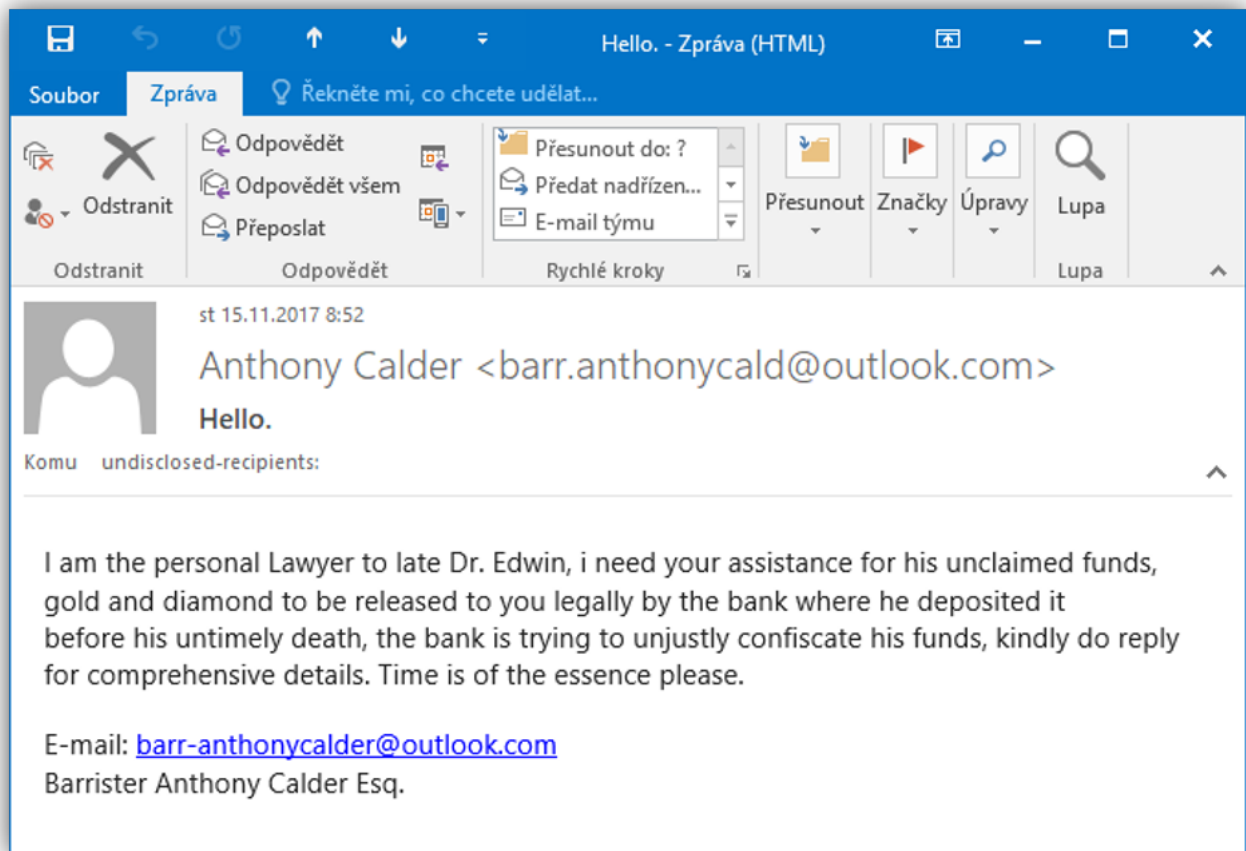 Hello. - Zpráva (HTML)
Soubor
Zpráva
Řekněte mi, co chcete udělat...
Odstranit
Odpovědět
Odpovědět všem
Přeposlat
Přesunout do: ?
Předat nadřízen...
E-mail týmu
Přesunout
Značky
Úpravy
Lupa
Odstranit
Odpovědět
Rychlé kroky
Lupa
st 15.11.2017 8:52
Anthony Calder <barr.anthonycald@outlook.com>
Hello.
Komu undisclosed-recipients:
I am the personal Lawyer to late Dr. Edwin, i need your assistance for his unclaimed funds,
gold and diamond to be released to you legally by the bank where he deposited it
before his untimely death, the bank is trying to unjustly confiscate his funds, kindly do reply
for comprehensive details. Time is of the essence please.
E-mail: barr-anthonycalder@outlook.com
Barrister Anthony Calder Esq.